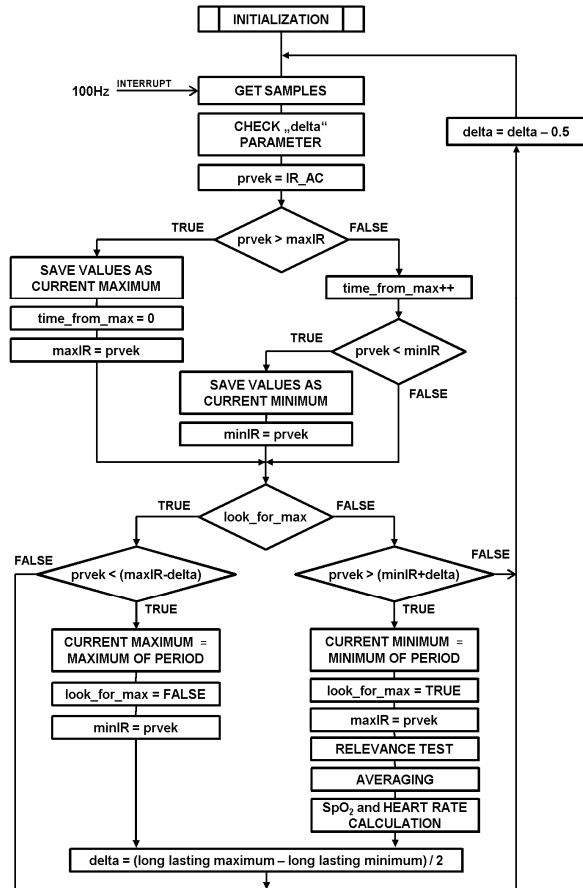 INITIALIZATION
INTERRUPT
100Hz
GET SAMPLES
CHECK „delta“
PARAMETER
delta = delta – 0.5
prvek = IR_AC
TRUE
FALSE
prvek > maxIR
SAVE VALUES AS
CURRENT MAXIMUM
time_from_max++
time_from_max = 0
TRUE
prvek < minIR
maxIR = prvek
SAVE VALUES AS
CURRENT MINIMUM
FALSE
minIR = prvek
TRUE
FALSE
look_for_max
FALSE
prvek < (maxIR-delta)
prvek > (minIR+delta)
FALSE
TRUE
TRUE
CURRENT MAXIMUM =
MAXIMUM OF PERIOD
CURRENT MINIMUM =
MINIMUM OF PERIOD
look_for_max = FALSE
look_for_max = TRUE
minIR = prvek
maxIR = prvek
RELEVANCE TEST
AVERAGING
SpO₂ and HEART RATE
CALCULATION
delta = (long lasting maximum – long lasting minimum) / 2